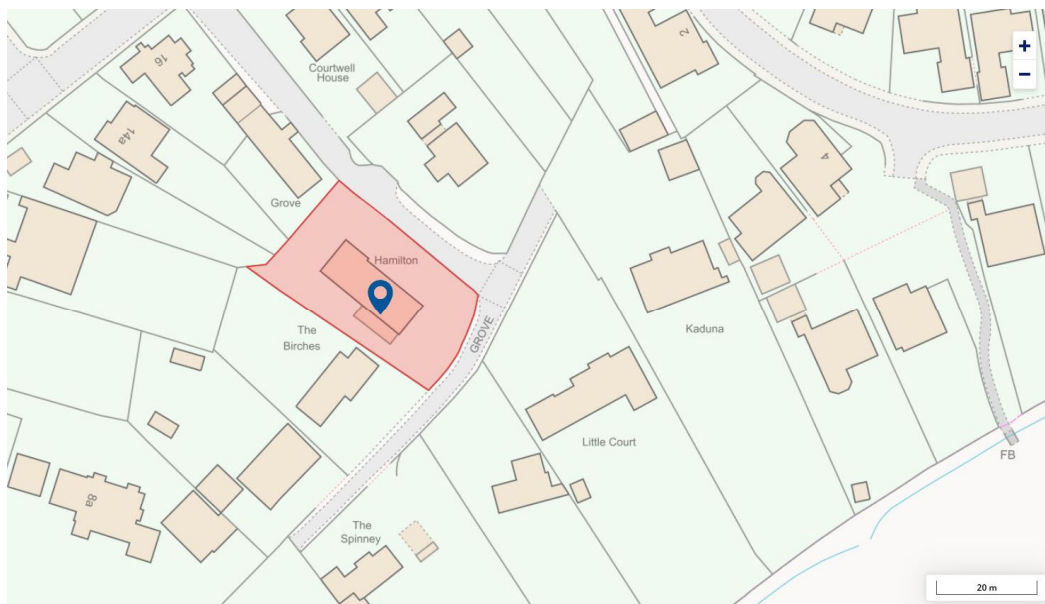 16
Courtwell
House
2
14a
4
Grove
Hamilton
The
Birches
GROVE
Kaduna
Little Court
8a
FB
The
Spinney
20 m
+
−